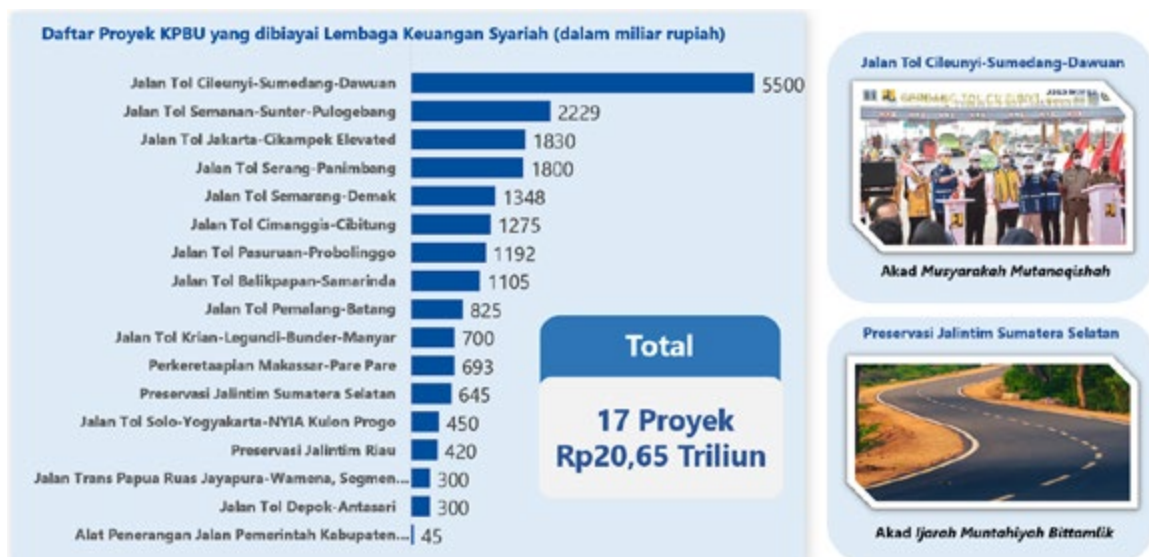 Daftar Proyek KPBU yang dibiayai Lembaga Keuangan Syariah (dalam miliar rupiah)
Jalan Tol Cileunyi-Sumedang-Dawuan 5500
Jalan Tol Semanan-Sunter-Pulogebang 2229
Jalan Tol Jakarta-Cikampek Elevated 1830
Jalan Tol Serang-Panimbang 1800
Jalan Tol Semarang-Demak 1348
Jalan Tol Cimanggis-Cibitung 1275
Jalan Tol Pasuruan-Probolinggo 1192
Jalan Tol Balikpapan-Samarinda 1105
Jalan Tol Pemalang-Batang 825
Jalan Tol Krian-Legundi-Bunder-Manyar 700
Perkeretaapian Makassar-Pare Pare 693
Preservasi Jalintim Sumatera Selatan 645
Jalan Tol Solo-Yogyakarta-NYIA Kulon Progo 450
Preservasi Jalintim Riau 420
Jalan Trans Papua Ruas Jayapura-Wamena, Segmen... 300
Jalan Tol Depok-Antasari 300
Alat Penerangan Jalan Pemerintah Kabupaten... 45
Total
17 Proyek
Rp20,65 Triliun
Jalan Tol Cileunyi-Sumedang-Dawuan
Akad Musyarakah Mutanaqishah
Preservasi Jalintim Sumatera Selatan
Akad Ijarah Muntahiyah Bittamlik